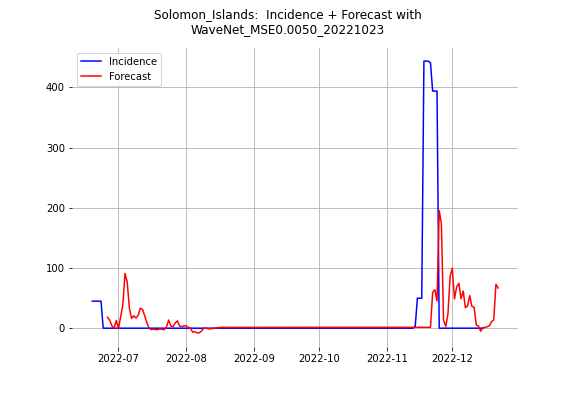 Solomon_Islands:  Incidence + Forecast with
WaveNet_MSE0.0050_20221023
Incidence
Forecast
400
300
200
100
0
2022-07
2022-08
2022-09
2022-10
2022-11
2022-12